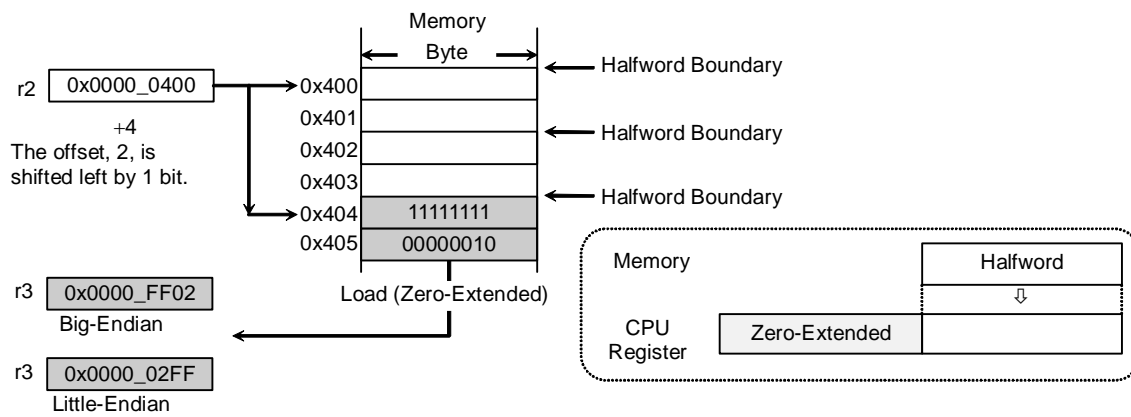 Memory
Byte
Halfword Boundary
r2 0x0000_0400
0x400
+4
0x401
Halfword Boundary
The offset, 2, is
shifted left by 1 bit.
0x402
0x403
Halfword Boundary
0x404 11111111
0x405 00000010
r3 0x0000_FF02
Big-Endian
Load (Zero-Extended)
r3 0x0000_02FF
Little-Endian
Memory Halfword
⇩
CPU
Register
Zero-Extended